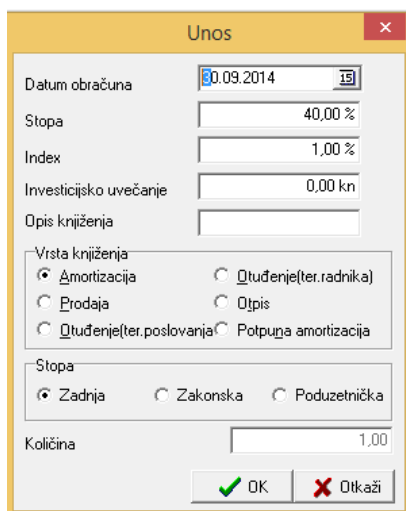 Unos
Datum obračuna 30.09.2014 15
Stopa 40,00 %
Index 1,00 %
Investicijsko uvečanje 0,00 kn
Opis knjiženja
Vrsta knjiženja
Amortizacija Otuđenje(ter.radnika)
Prodaja Otpis
Otuđenje(ter.poslovanja Potpuna amortizacija
Stopa
Zadnja Zakonska Poduzetnička
Količina 1,00
OK Otkaži